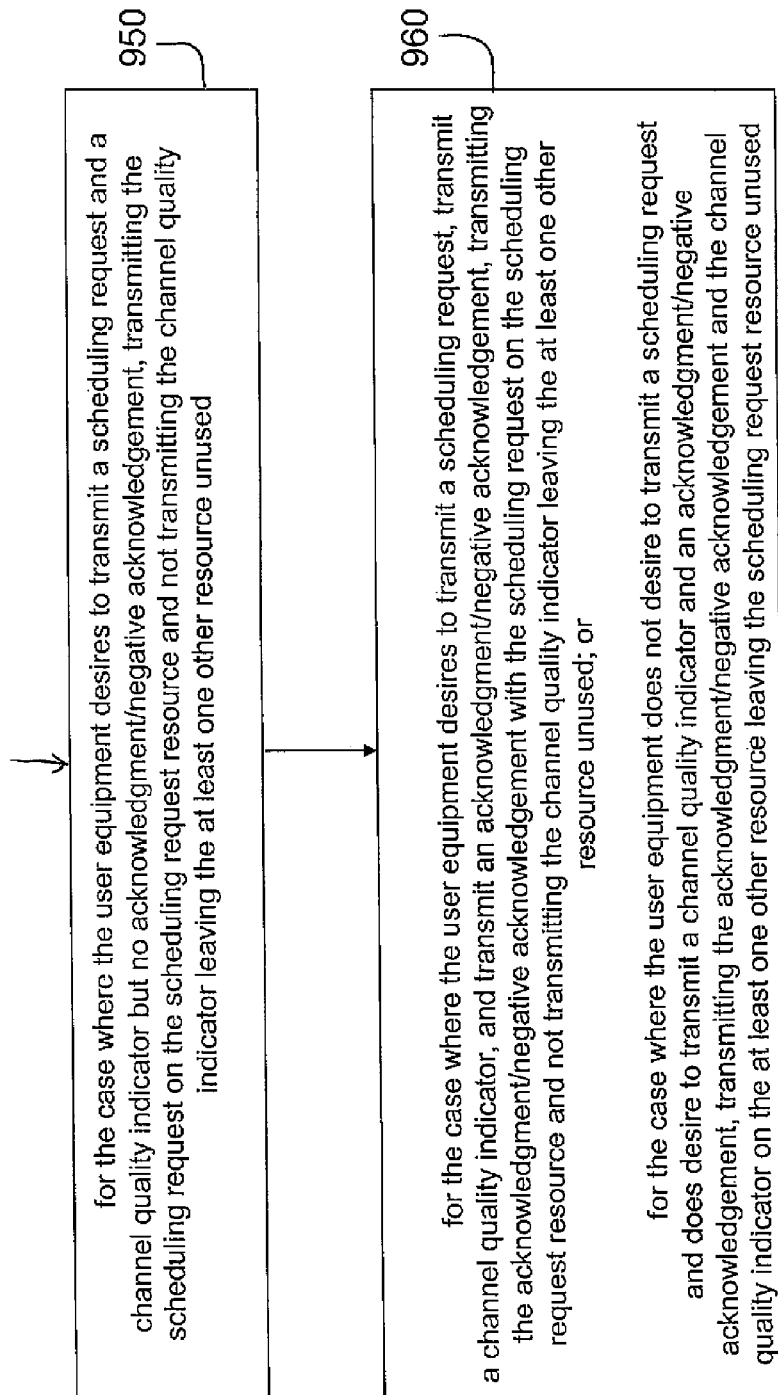 950
for the case where the user equipment desires to transmit a scheduling request and a
channel quality indicator but no acknowledgment/negative acknowledgement, transmitting the
scheduling request on the scheduling request resource and not transmitting the channel quality
indicator leaving the at least one other resource unused
960
for the case where the user equipment desires to transmit a scheduling request, transmit
a channel quality indicator, and transmit an acknowledgment/negative acknowledgement, transmitting
the acknowledgment/negative acknowledgement with the scheduling request on the scheduling
request resource and not transmitting the channel quality indicator leaving the at least one other
resource unused; or
for the case where the user equipment does not desire to transmit a scheduling request
and does desire to transmit a channel quality indicator and an acknowledgment/negative
acknowledgement, transmitting the acknowledgment/negative acknowledgement and the channel
quality indicator on the at least one other resource leaving the scheduling request resource unused